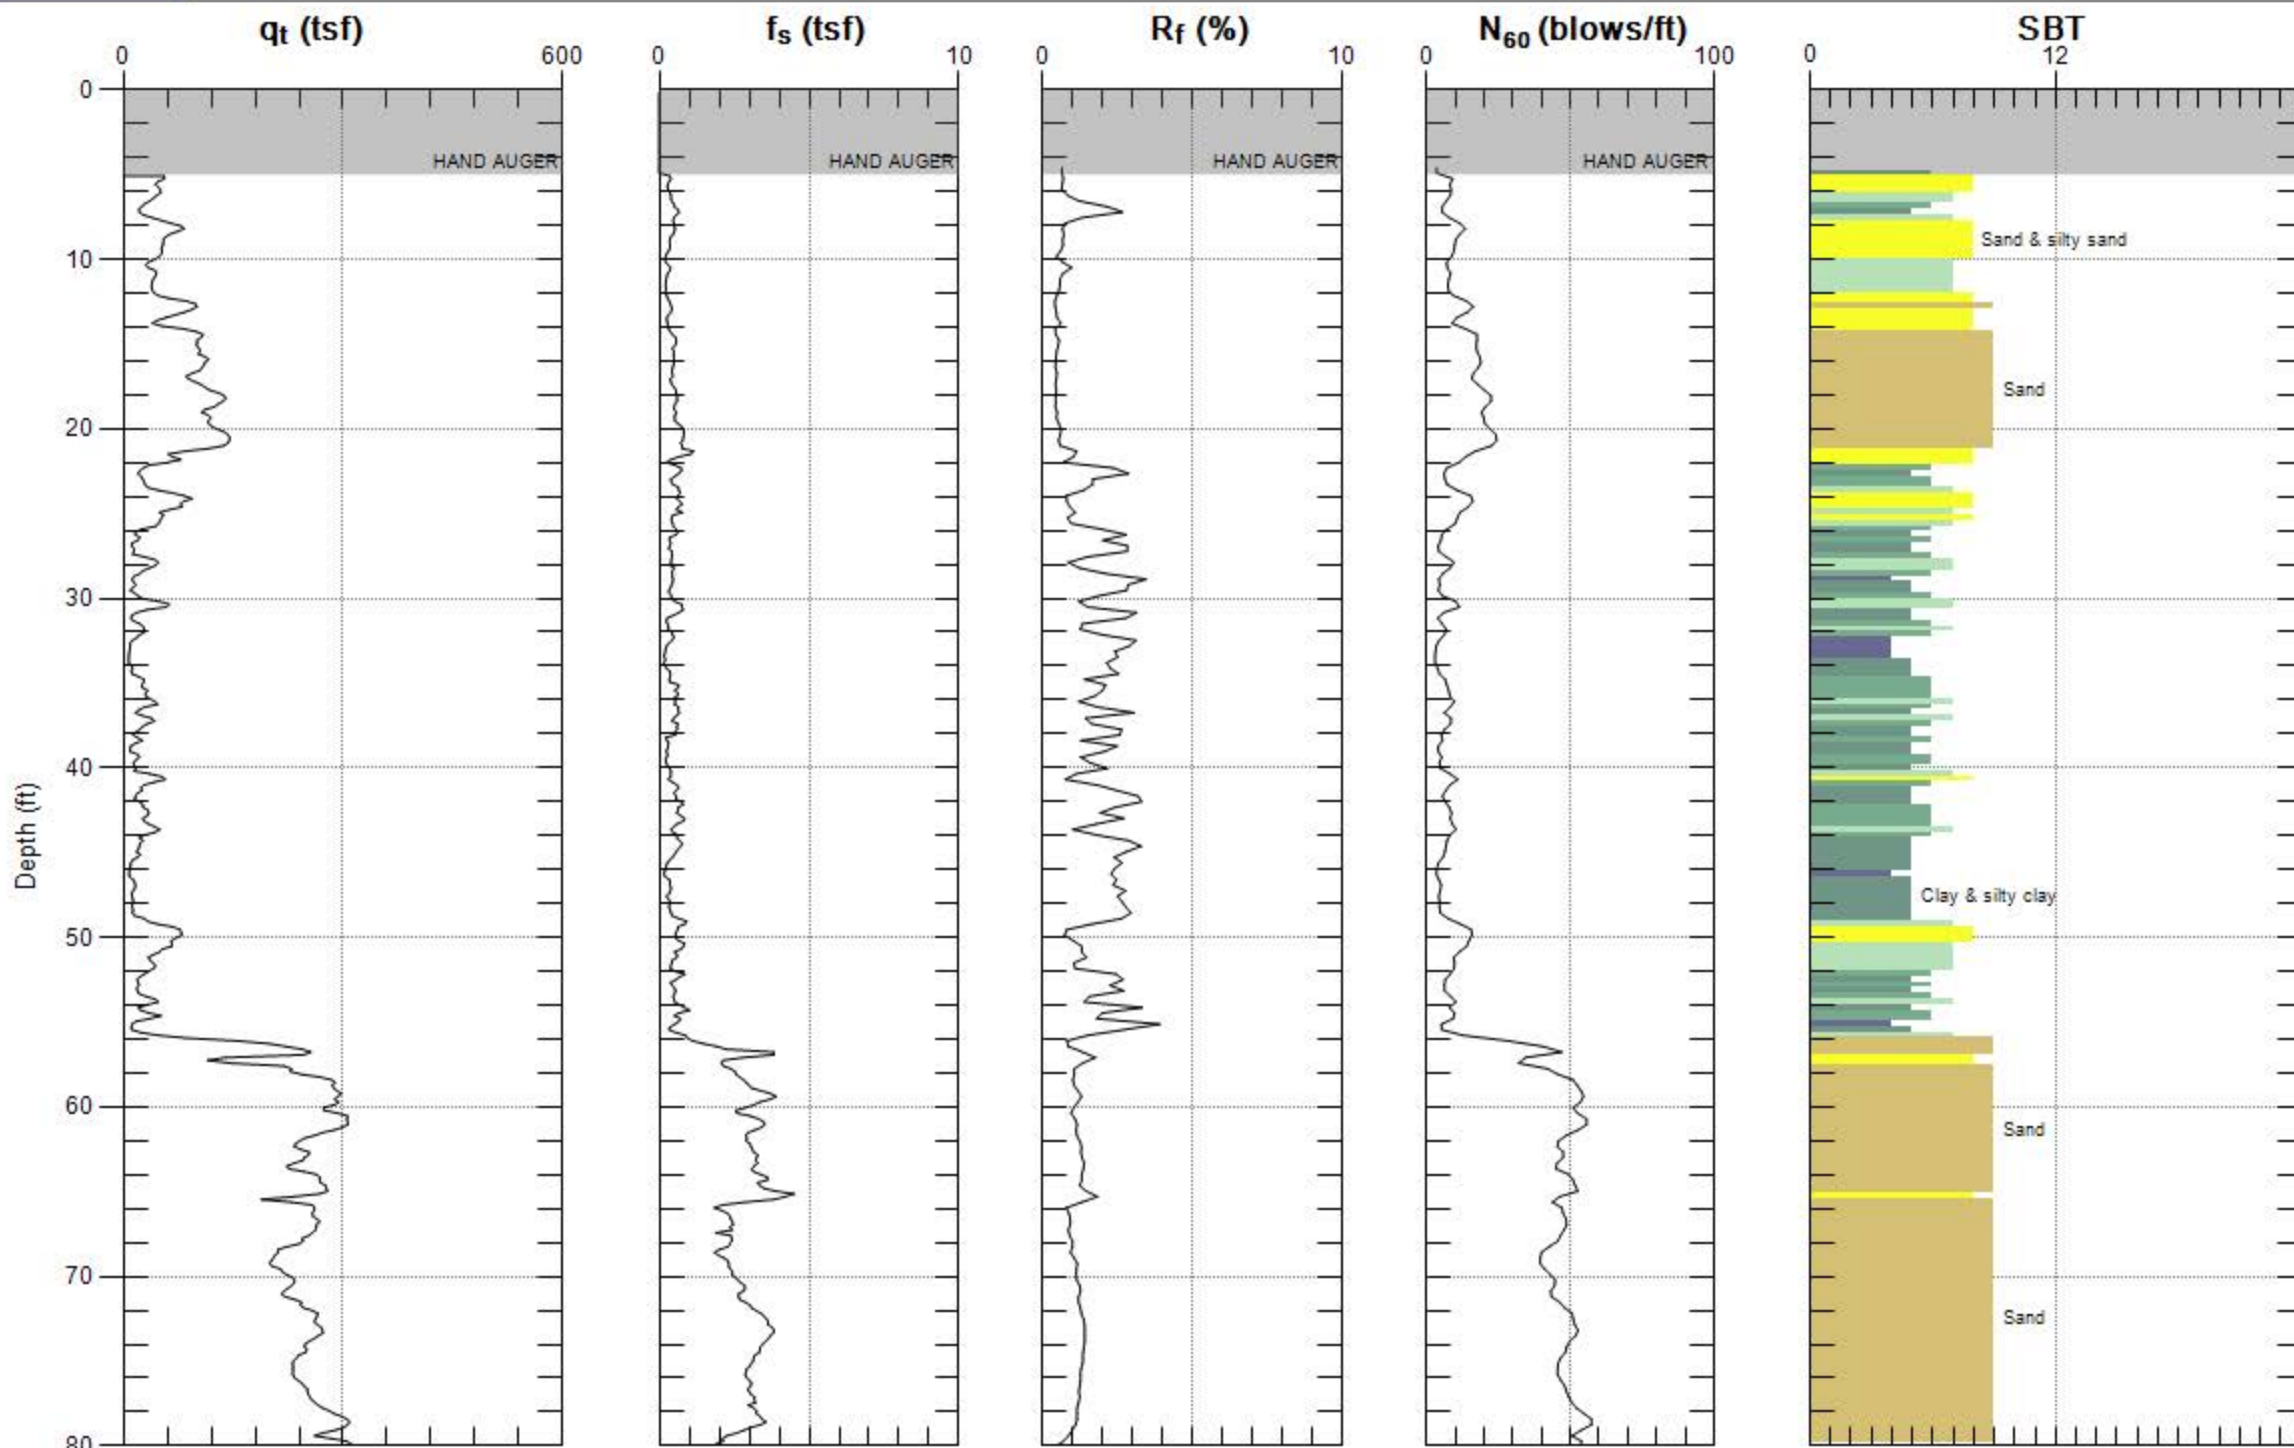 qt (tsf) fs (tsf) Rf (%) N60 (blows/ft) SBT
0 600 0 10 0 10 0 100 0 12
0
HAND AUGER HAND AUGER HAND AUGER HAND AUGER
Sand & silty sand
10
Sand
20
30
40
Depth (ft)
Clay & silty clay
50
60
Sand
70
Sand
80